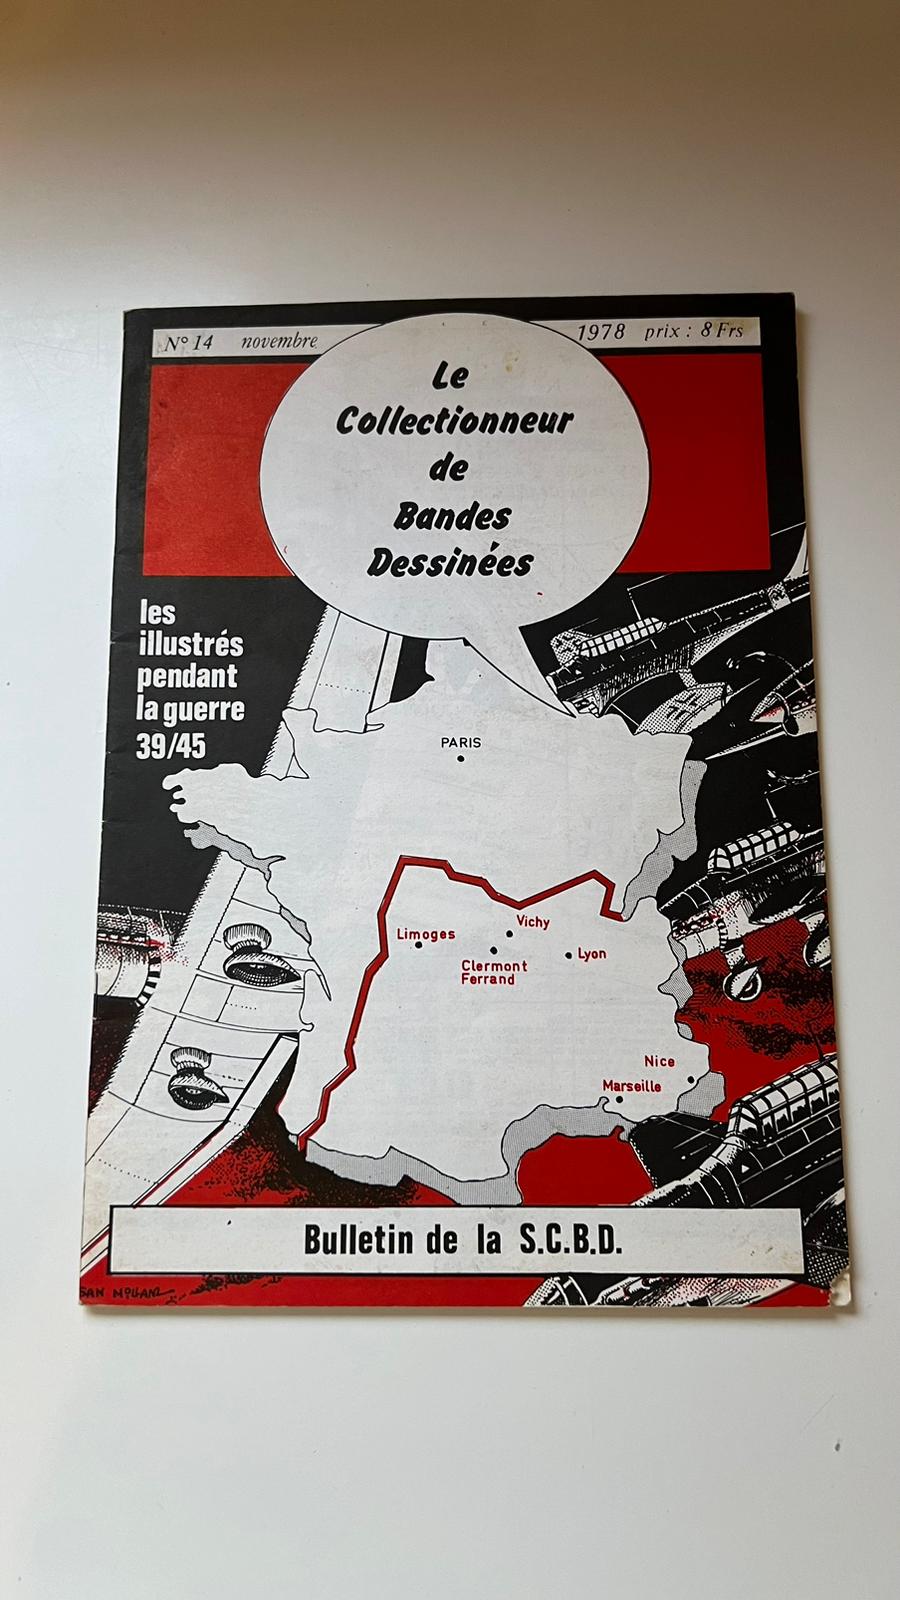 N° 14 novembre 1978 prix : 8 Frs
Le
Collectionneur
de
Bandes
Dessinées
les
illustrés
pendant
la guerre
39/45
PARIS
Vichy
Limoges
Lyon
Clermont
Ferrand
Nice
Marseille
Bulletin de la S.C.B.D.